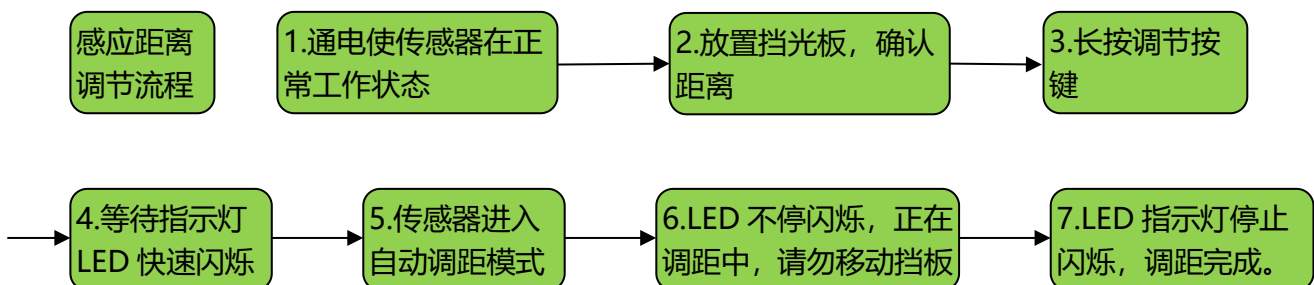 感应距离
调节流程
1.通电使传感器在正
常工作状态
2.放置挡光板，确认
距离
3.长按调节按
键
4.等待指示灯
LED 快速闪烁
5.传感器进入
自动调距模式
6.LED 不停闪烁，正在
调距中，请勿移动挡板
7.LED 指示灯停止
闪烁，调距完成。